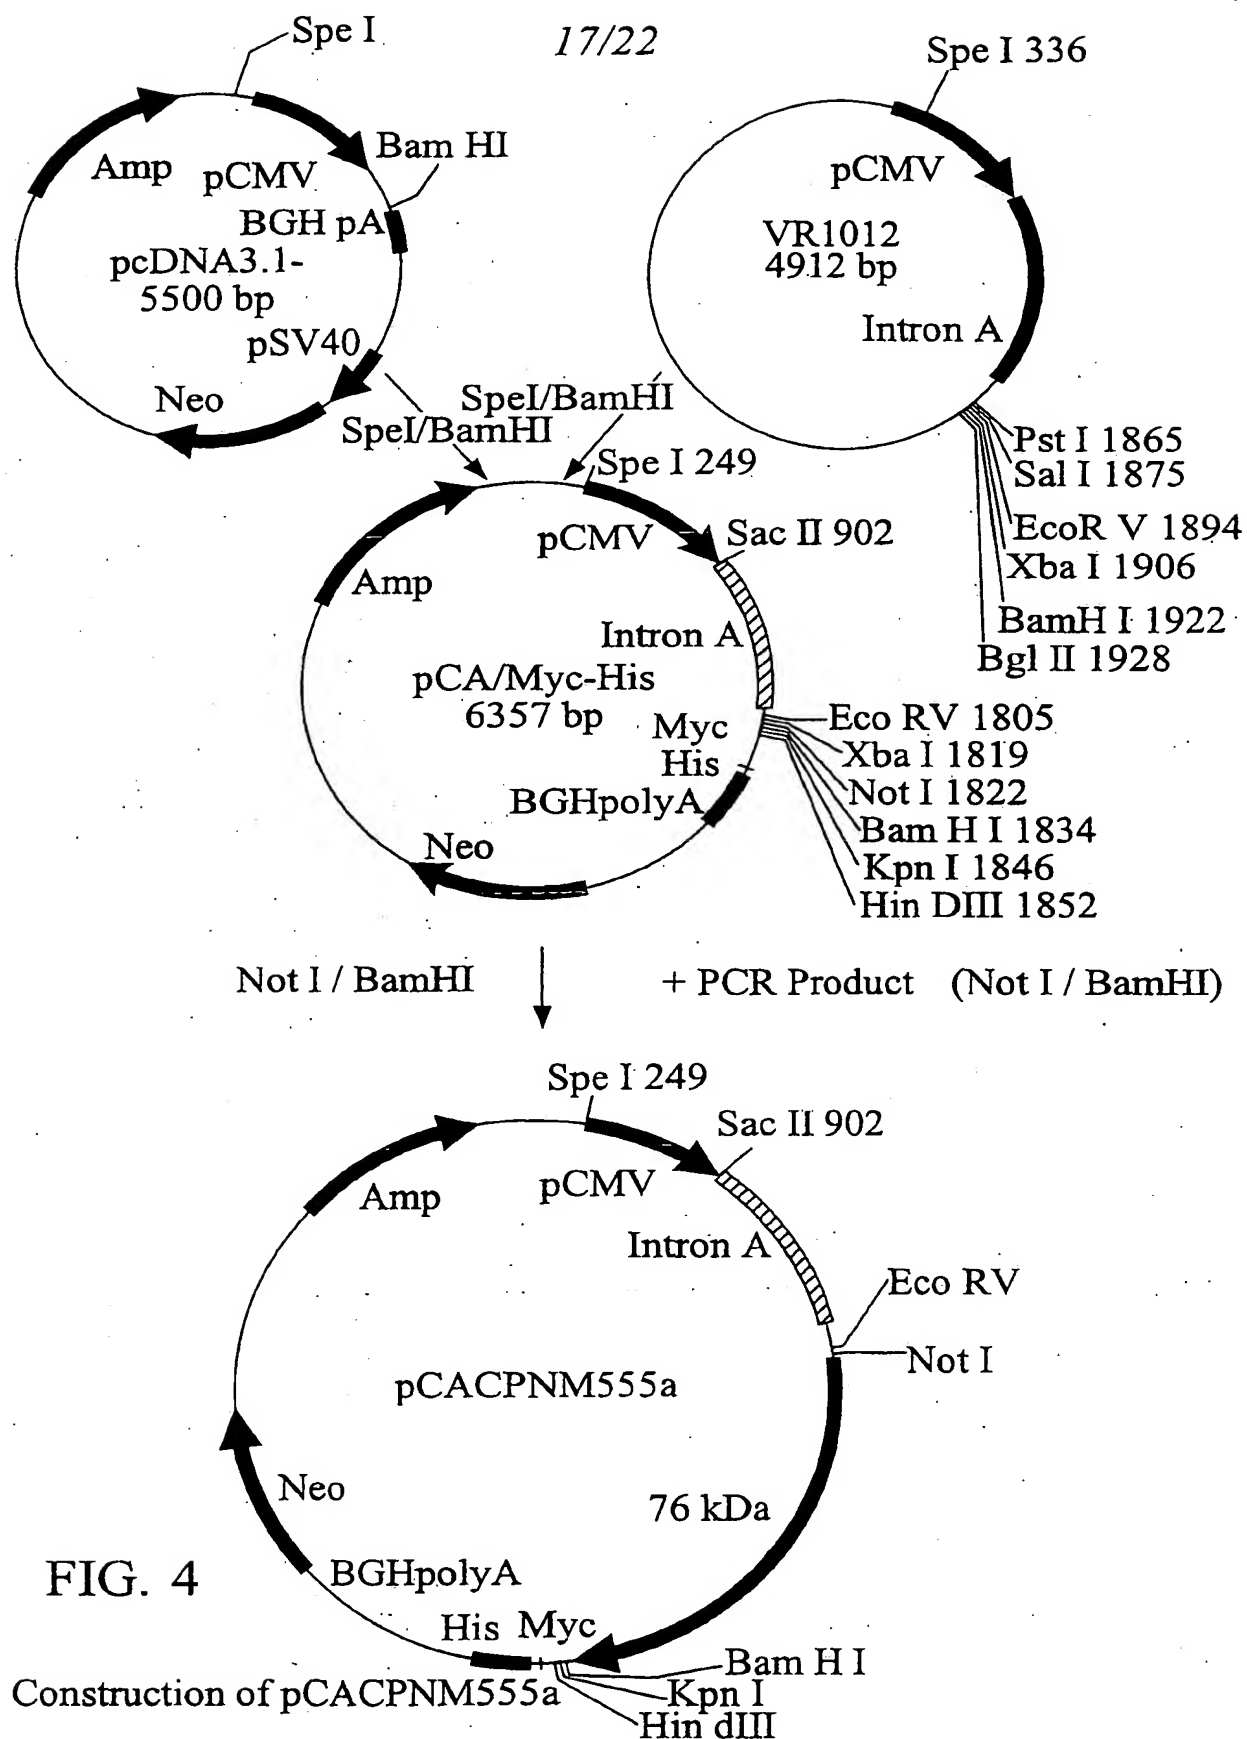 17/22
Spe I
Amp
pCMV
Bam HI
BGH pA
pcDNA3.1-
5500 bp
pSV40
Neo
SpeI/BamHI
Spe I 336
pCMV
VR1012
4912 bp
Intron A
SpeI/BamHI
Pst I 1865
Sal I 1875
EcoR V 1894
Xba I 1906
BamH I 1922
Bgl II 1928
Spe I 249
pCMV
Sac II 902
Amp
Intron A
pCA/Myc-His
6357 bp
Myc
His
BGHpolyA
Neo
Eco RV 1805
Xba I 1819
Not I 1822
Bam H I 1834
Kpn I 1846
Hin DIII 1852
Not I / BamHI
+ PCR Product (Not I / BamHI)
Spe I 249
Sac II 902
Amp
pCMV
Intron A
Eco RV
Not I
pCACPNM555a
Neo
76 kDa
BGHpolyA
His Myc
Bam H I
Kpn I
Hin dIII
FIG. 4
Construction of pCACPNM555a